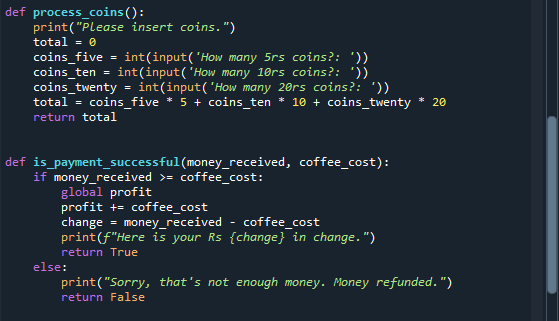 def process_coins():
    print("Please insert coins.")
    total = 0
    coins_five = int(input('How many 5rs coins?: '))
    coins_ten = int(input('How many 10rs coins?: '))
    coins_twenty = int(input('How many 20rs coins?: '))
    total = coins_five * 5 + coins_ten * 10 + coins_twenty * 20
    return total

def is_payment_successful(money_received, coffee_cost):
    if money_received >= coffee_cost:
        global profit
        profit += coffee_cost
        change = money_received - coffee_cost
        print(f"Here is your Rs {change} in change.")
        return True
    else:
        print("Sorry, that's not enough money. Money refunded.")
        return False